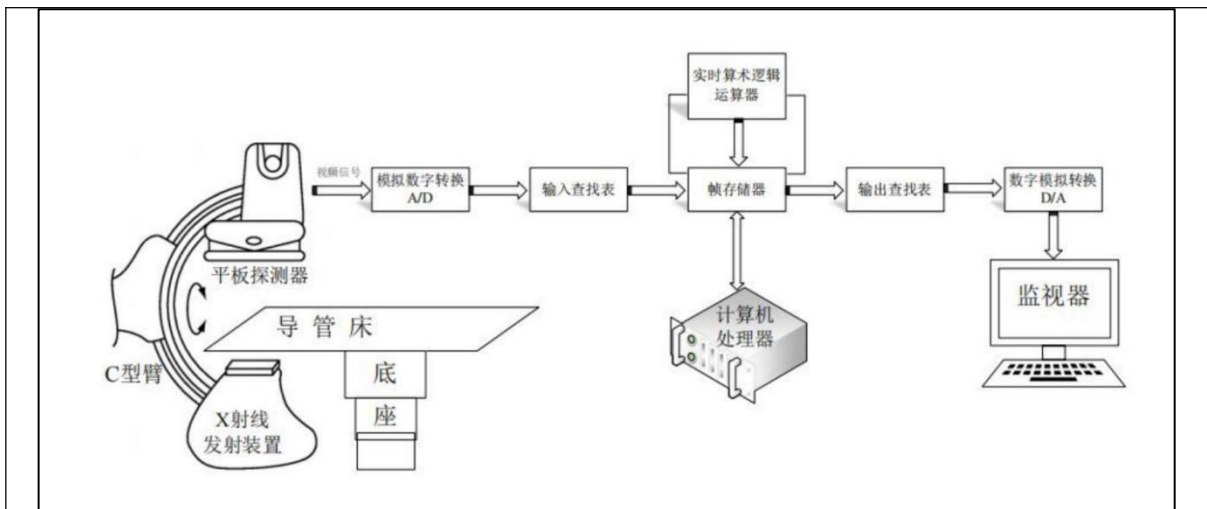 实时算术逻辑
运算器
视频信号
模拟数字转换
A/D
输入查找表
帧存储器
输出查找表
数字模拟转换
D/A
平板探测器
导管床
C型臂
底
座
X射线
发射装置
计算机
处理器
监视器